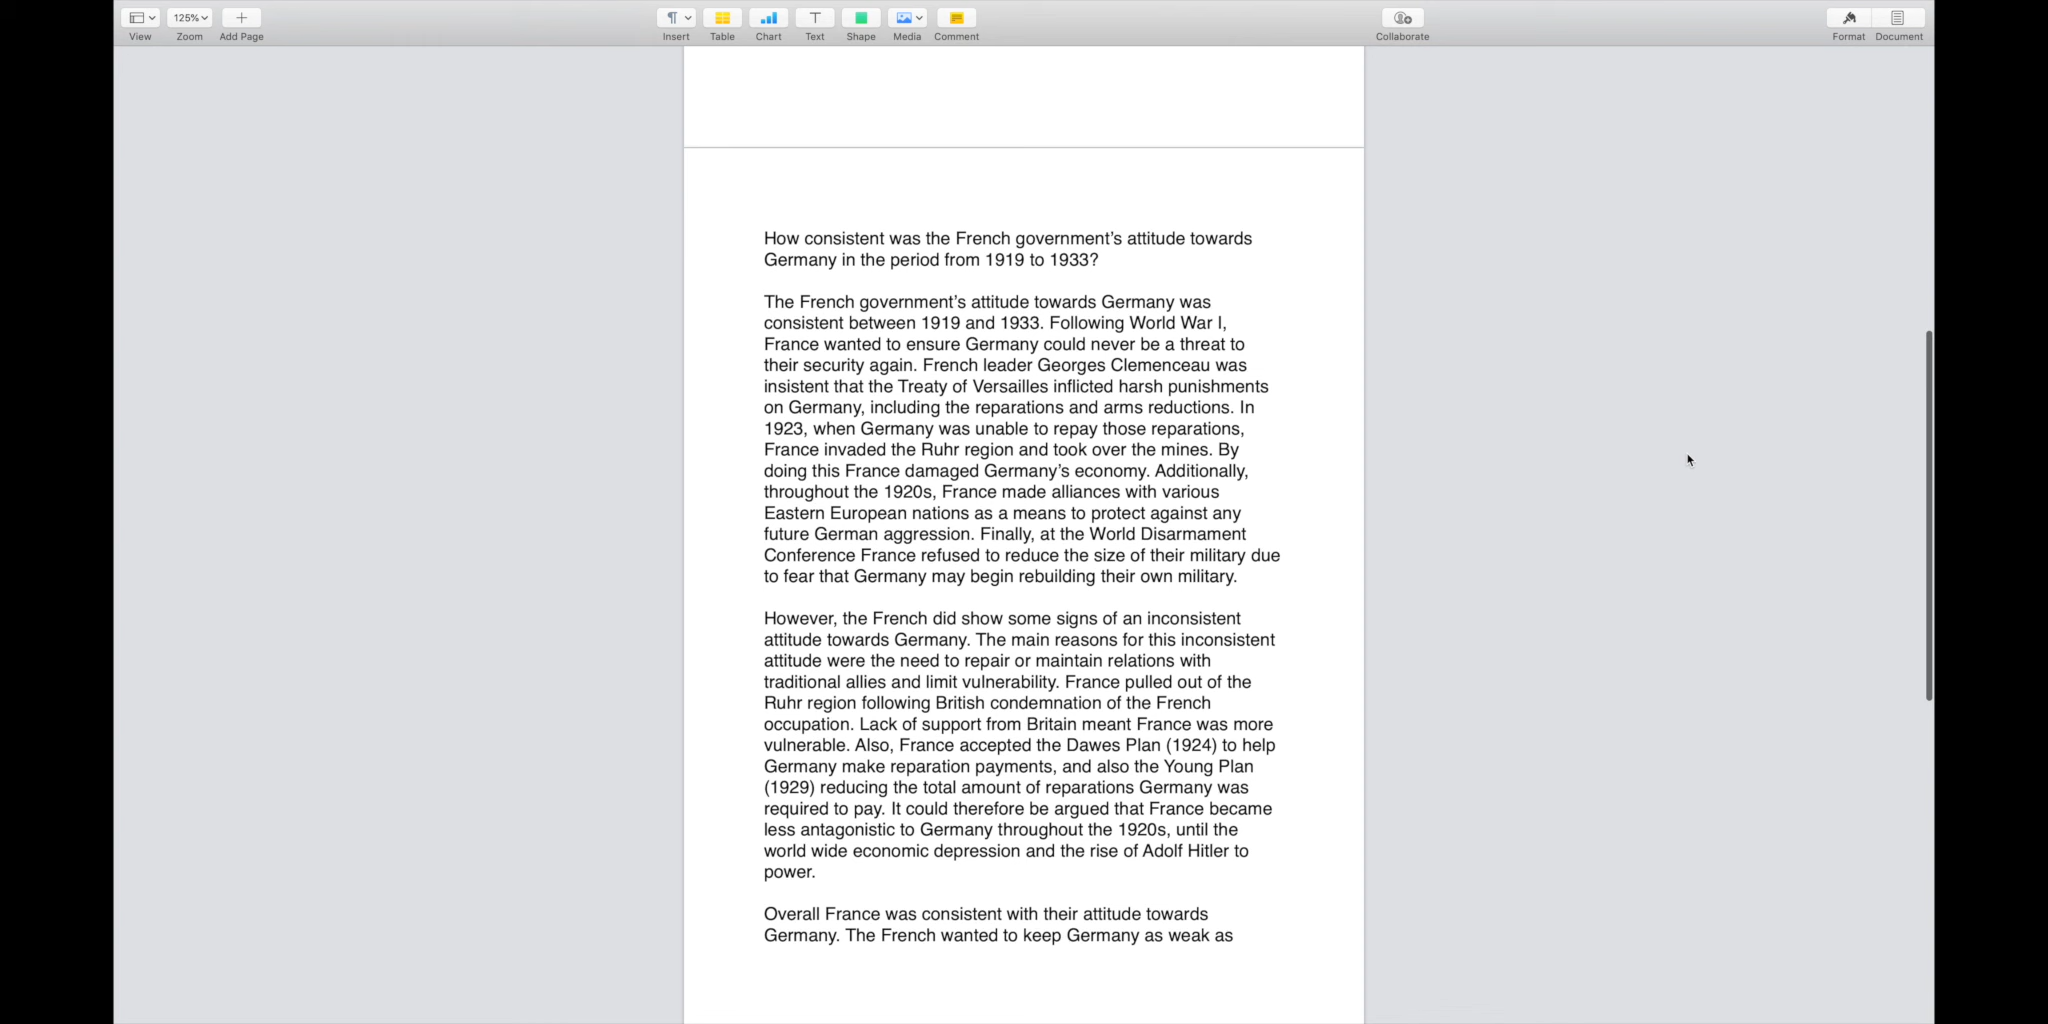 125%
View
Zoom
Add Page
Insert
Table
Chart
Text
Shape
Media
Comment
Collaborate
Format
Document
How consistent was the French government’s attitude towards
Germany in the period from 1919 to 1933?
The French government’s attitude towards Germany was
consistent between 1919 and 1933. Following World War I,
France wanted to ensure Germany could never be a threat to
their security again. French leader Georges Clemenceau was
insistent that the Treaty of Versailles inflicted harsh punishments
on Germany, including the reparations and arms reductions. In
1923, when Germany was unable to repay those reparations,
France invaded the Ruhr region and took over the mines. By
doing this France damaged Germany’s economy. Additionally,
throughout the 1920s, France made alliances with various
Eastern European nations as a means to protect against any
future German aggression. Finally, at the World Disarmament
Conference France refused to reduce the size of their military due
to fear that Germany may begin rebuilding their own military.
However, the French did show some signs of an inconsistent
attitude towards Germany. The main reasons for this inconsistent
attitude were the need to repair or maintain relations with
traditional allies and limit vulnerability. France pulled out of the
Ruhr region following British condemnation of the French
occupation. Lack of support from Britain meant France was more
vulnerable. Also, France accepted the Dawes Plan (1924) to help
Germany make reparation payments, and also the Young Plan
(1929) reducing the total amount of reparations Germany was
required to pay. It could therefore be argued that France became
less antagonistic to Germany throughout the 1920s, until the
world wide economic depression and the rise of Adolf Hitler to
power.
Overall France was consistent with their attitude towards
Germany. The French wanted to keep Germany as weak as